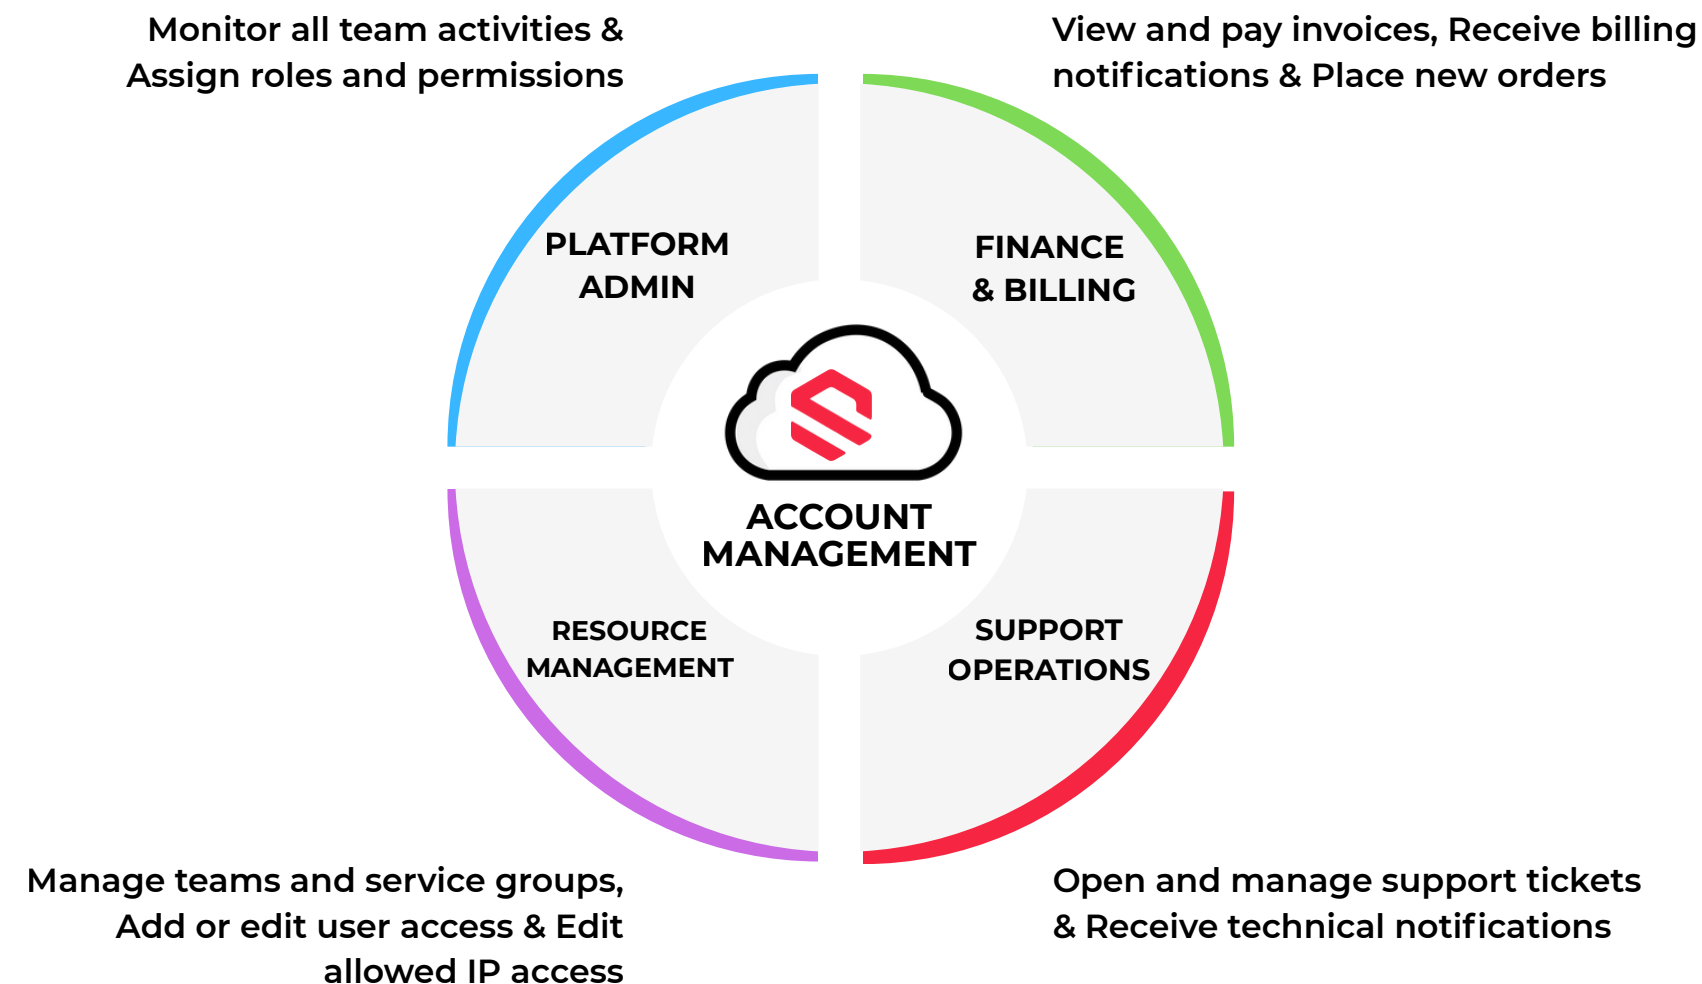 Monitor all team activities &
Assign roles and permissions
View and pay invoices, Receive billing
notifications & Place new orders
PLATFORM
ADMIN
FINANCE
& BILLING
ACCOUNT
MANAGEMENT
RESOURCE
MANAGEMENT
SUPPORT
OPERATIONS
Manage teams and service groups,
Add or edit user access & Edit
allowed IP access
Open and manage support tickets
& Receive technical notifications